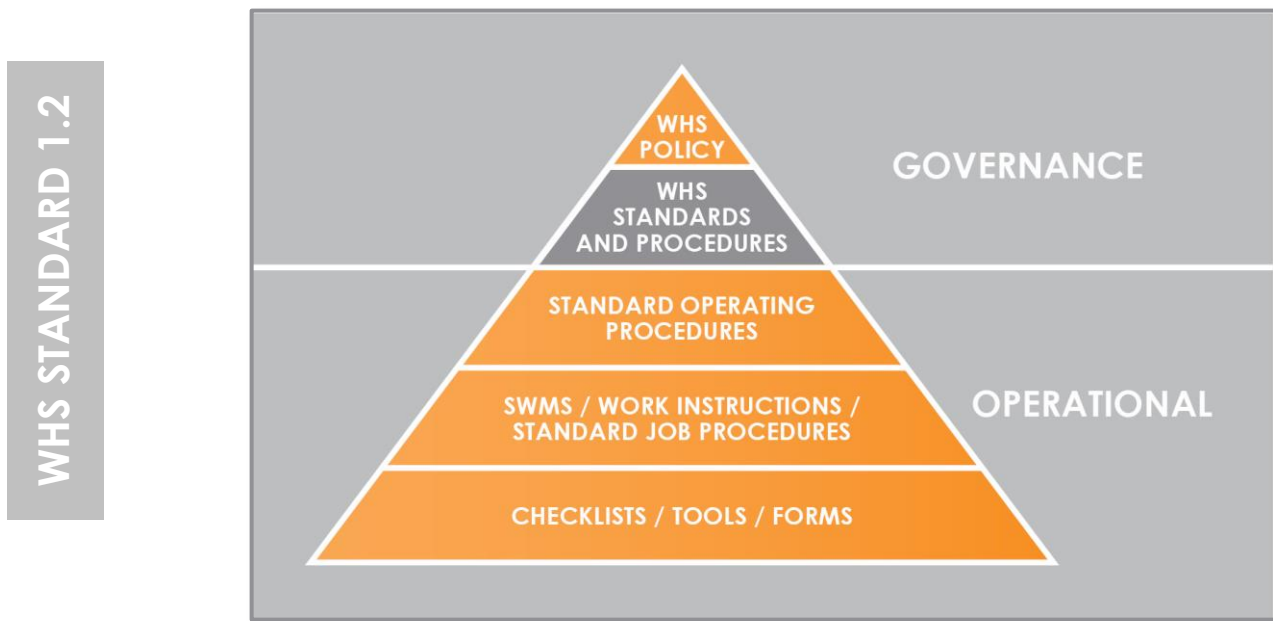 WHS STANDARD 1.2
WHS
POLICY
GOVERNANCE
WHS
STANDARDS
AND PROCEDURES
STANDARD OPERATING
PROCEDURES
SWMS / WORK INSTRUCTIONS /
STANDARD JOB PROCEDURES
OPERATIONAL
CHECKLISTS / TOOLS / FORMS